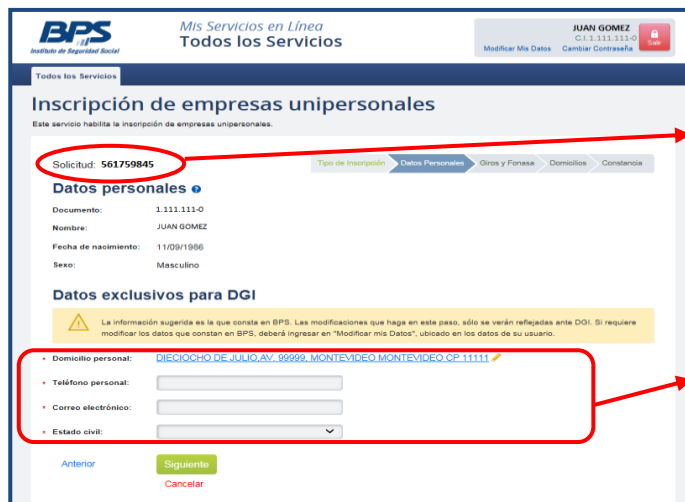 BPS
Instituto de Seguridad Social
Mis Servicios en Línea
Todos los Servicios
JUAN GOMEZ
C.I. 1.111.111-0
Modificar Mis Datos Cambiar Contraseña
Salir
Todos los Servicios
Inscripción de empresas unipersonales
Este servicio habilita la inscripción de empresas unipersonales.
Solicitud: 561759845
Tipo de Inscripción Datos Personales Giros y Fonasa Domicilios Constancia
Datos personales ?
Documento: 1.111.111-0
Nombre: JUAN GOMEZ
Fecha de nacimiento: 11/09/1986
Sexo: Masculino
Datos exclusivos para DGI
La información sugerida es la que consta en BPS. Las modificaciones que haga en este paso, sólo se verán reflejadas ante DGI. Si requiere
modificar los datos que constan en BPS, deberá ingresar en "Modificar mis Datos", ubicado en los datos de su usuario.
* Domicilio personal: DIECIOCHO DE JULIO,AV. 99999, MONTEVIDEO MONTEVIDEO CP 11111
* Teléfono personal:
* Correo electrónico:
* Estado civil:
Anterior Siguiente
Cancelar